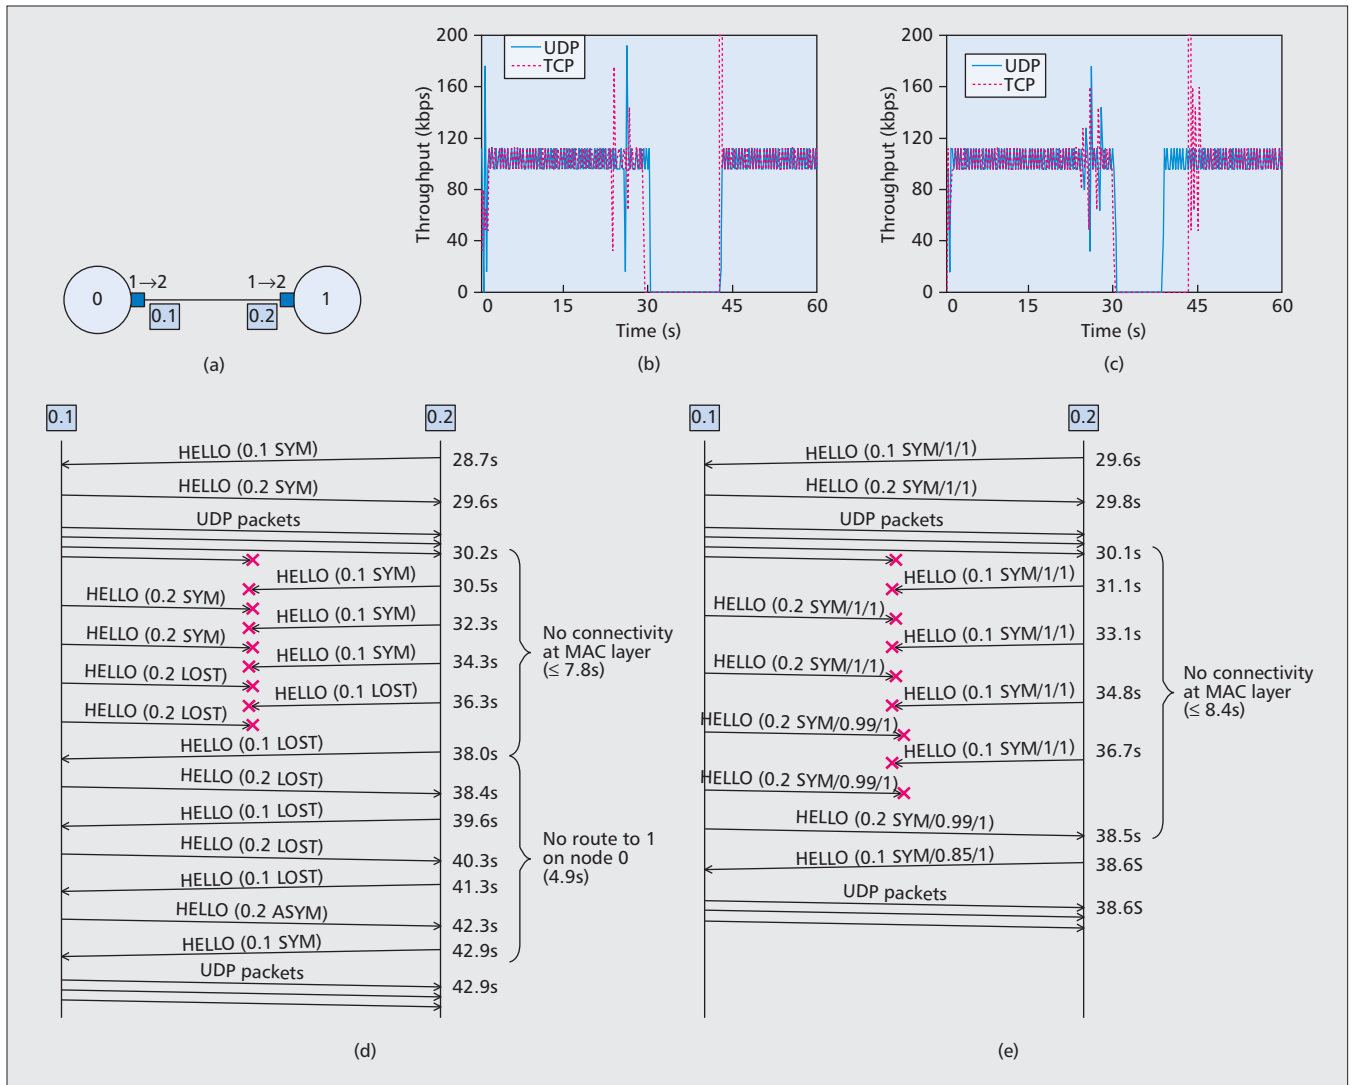 200
160
120
80
40
0
Throughput (kbps)
UDP
TCP
0
15
30
45
60
Time (s)
(b)
200
160
120
80
40
0
Throughput (kbps)
UDP
TCP
0
15
30
45
60
Time (s)
(c)
0
1→2
0.1
1→2
0.2
1
(a)
0.1
0.2
HELLO (0.1 SYM)
28.7s
HELLO (0.2 SYM)
29.6s
UDP packets
30.2s
HELLO (0.1 SYM)
30.5s
HELLO (0.2 SYM)
HELLO (0.1 SYM)
32.3s
HELLO (0.2 SYM)
HELLO (0.1 SYM)
34.3s
HELLO (0.2 LOST)
HELLO (0.1 LOST)
36.3s
HELLO (0.2 LOST)
HELLO (0.1 LOST)
38.0s
HELLO (0.2 LOST)
38.4s
HELLO (0.1 LOST)
39.6s
HELLO (0.2 LOST)
40.3s
HELLO (0.1 LOST)
41.3s
HELLO (0.2 ASYM)
42.3s
HELLO (0.1 SYM)
42.9s
UDP packets
42.9s
No connectivity
at MAC layer
(≤ 7.8s)
No route to 1
on node 0
(4.9s)
(d)
0.1
0.2
HELLO (0.1 SYM/1/1)
29.6s
HELLO (0.2 SYM/1/1)
29.8s
UDP packets
30.1s
HELLO (0.1 SYM/1/1)
31.1s
HELLO (0.2 SYM/1/1)
HELLO (0.1 SYM/1/1)
33.1s
HELLO (0.2 SYM/1/1)
HELLO (0.1 SYM/1/1)
34.8s
HELLO (0.2 SYM/0.99/1)
HELLO (0.1 SYM/1/1)
36.7s
HELLO (0.2 SYM/0.99/1)
HELLO (0.2 SYM/0.99/1)
38.5s
HELLO (0.1 SYM/0.85/1)
38.6S
UDP packets
38.6S
No connectivity
at MAC layer
(≤ 8.4s)
(e)